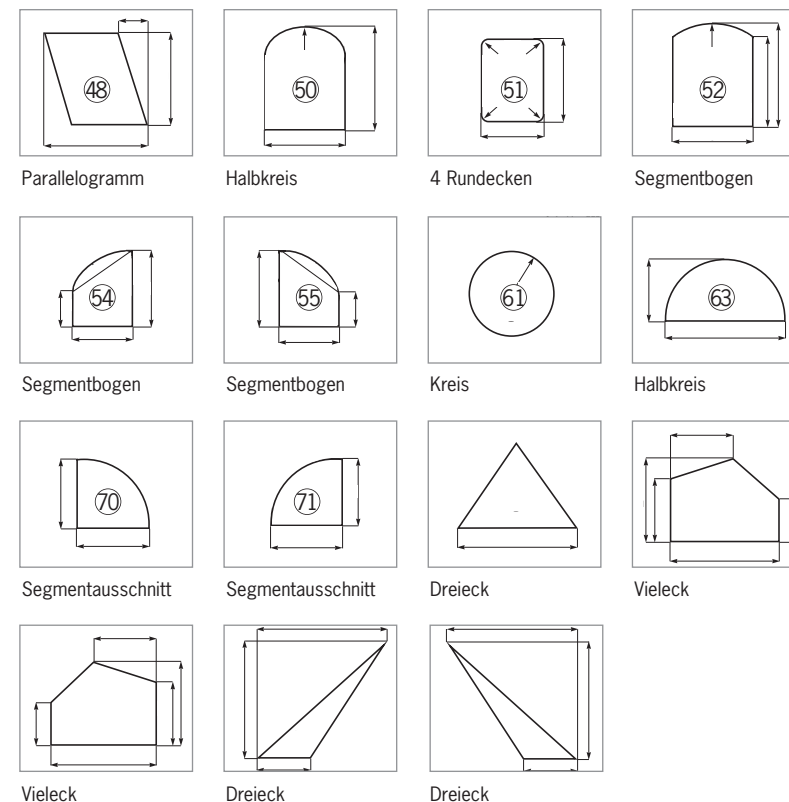 48
50
51
52
Parallelogramm
Halbkreis
4 Rundecken
Segmentbogen
54
55
61
63
Segmentbogen
Segmentbogen
Kreis
Halbkreis
70
71
Segmentausschnitt
Segmentausschnitt
Dreieck
Vieleck
Vieleck
Dreieck
Dreieck